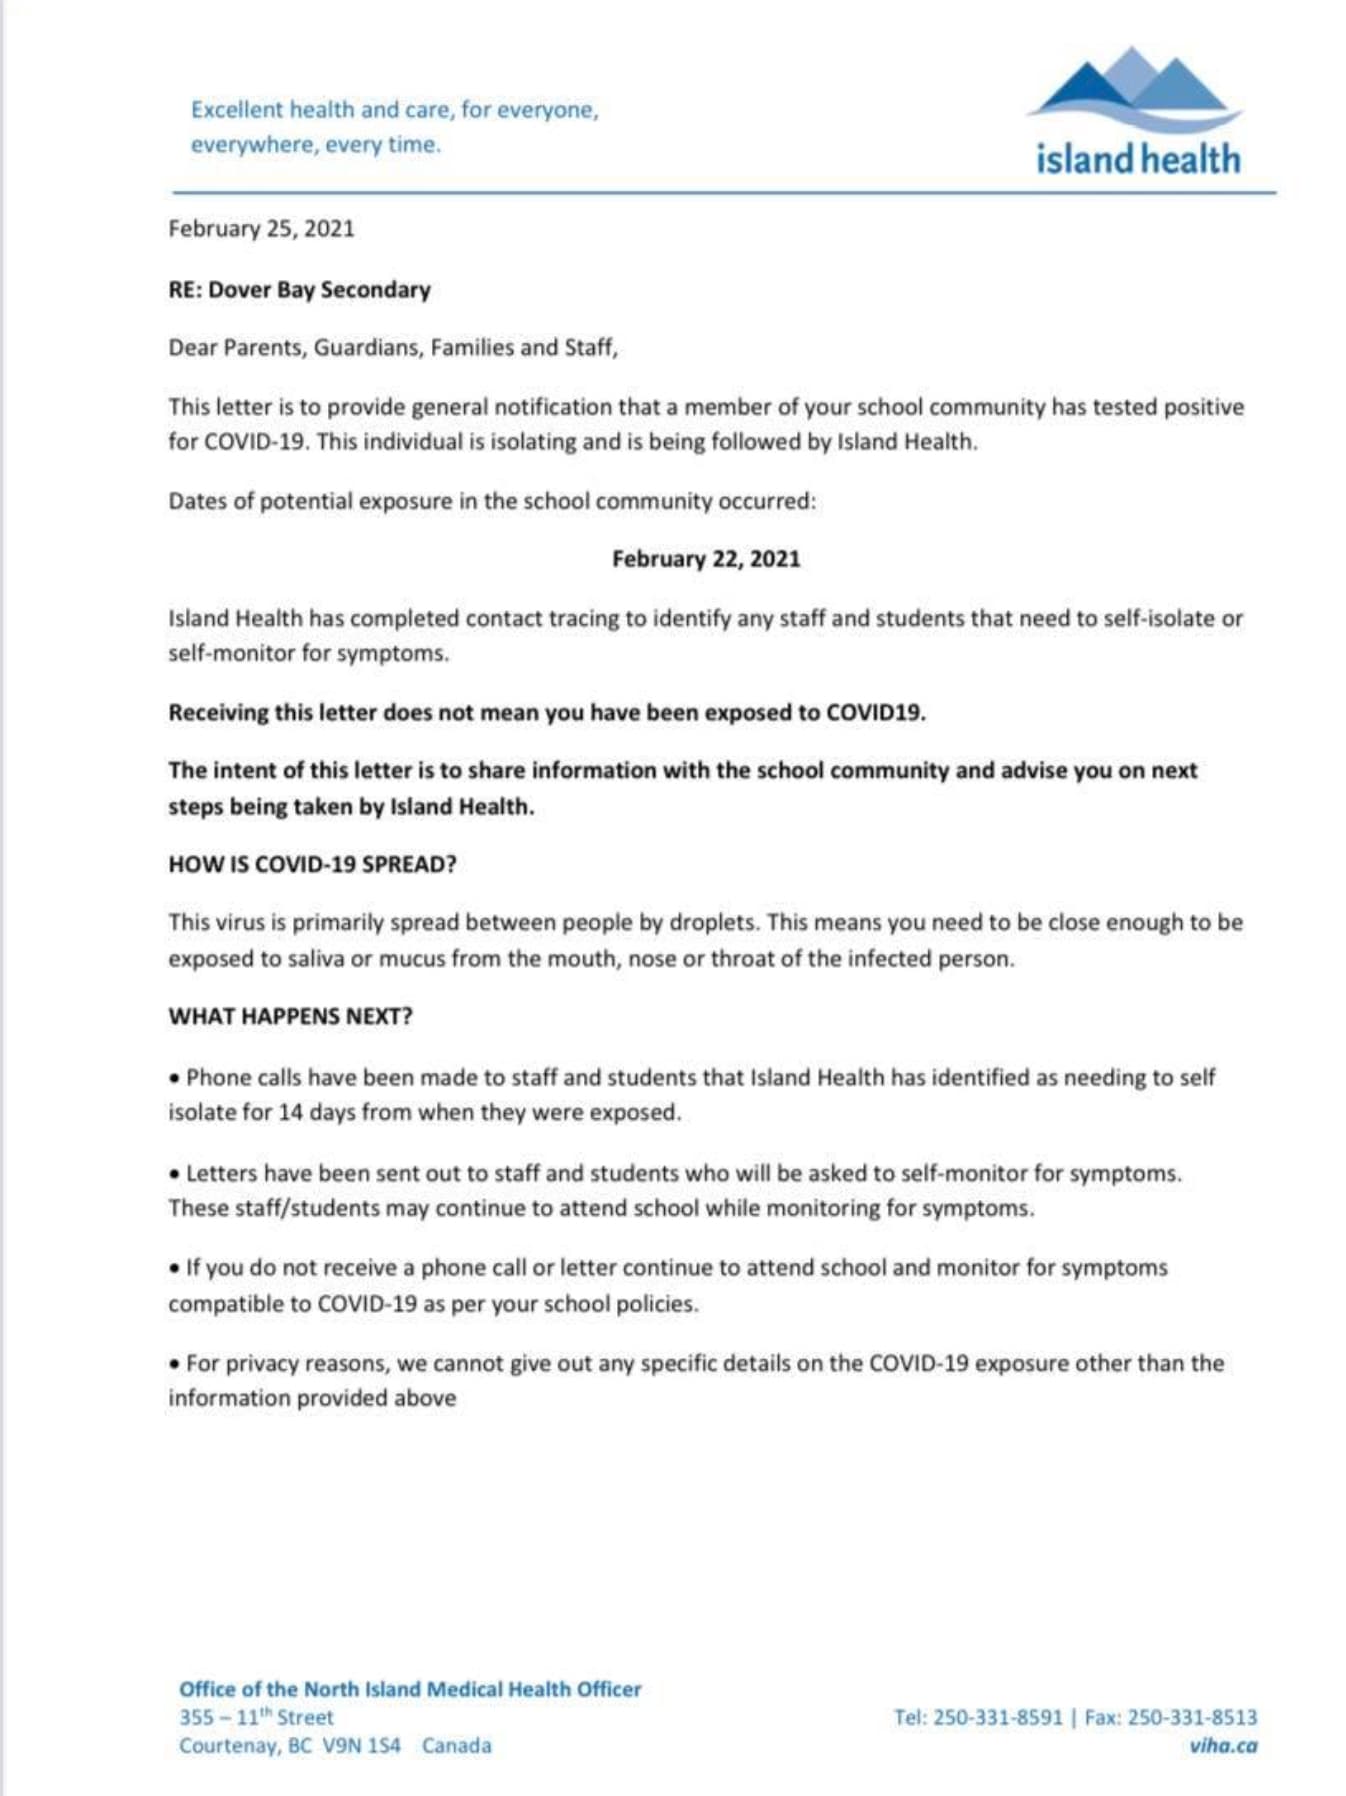 Excellent health and care, for everyone,
everywhere, every time.
island health
February 25, 2021
RE: Dover Bay Secondary
Dear Parents, Guardians, Families and Staff,
This letter is to provide general notification that a member of your school community has tested positive
for COVID-19. This individual is isolating and is being followed by Island Health.
Dates of potential exposure in the school community occurred:
February 22, 2021
Island Health has completed contact tracing to identify any staff and students that need to self-isolate or
self-monitor for symptoms.
Receiving this letter does not mean you have been exposed to COVID19.
The intent of this letter is to share information with the school community and advise you on next
steps being taken by Island Health.
HOW IS COVID-19 SPREAD?
This virus is primarily spread between people by droplets. This means you need to be close enough to be
exposed to saliva or mucus from the mouth, nose or throat of the infected person.
WHAT HAPPENS NEXT?
• Phone calls have been made to staff and students that Island Health has identified as needing to self
isolate for 14 days from when they were exposed.
• Letters have been sent out to staff and students who will be asked to self-monitor for symptoms.
These staff/students may continue to attend school while monitoring for symptoms.
• If you do not receive a phone call or letter continue to attend school and monitor for symptoms
compatible to COVID-19 as per your school policies.
• For privacy reasons, we cannot give out any specific details on the COVID-19 exposure other than the
information provided above
Office of the North Island Medical Health Officer
355 – 11th Street
Courtenay, BC V9N 1S4 Canada
Tel: 250-331-8591 | Fax: 250-331-8513
viha.ca